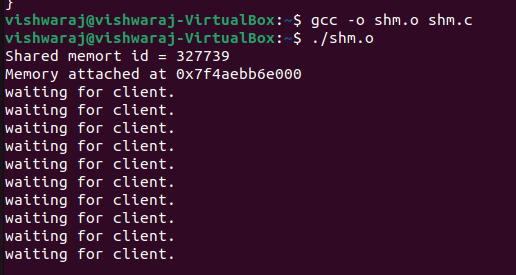 }
vishwaraj@vishwaraj-VirtualBox:~$ gcc -o shm.o shm.c
vishwaraj@vishwaraj-VirtualBox:~$ ./shm.o
Shared memort id = 327739
Memory attached at 0x7f4aebb6e000
waiting for client.
waiting for client.
waiting for client.
waiting for client.
waiting for client.
waiting for client.
waiting for client.
waiting for client.
waiting for client.
waiting for client.